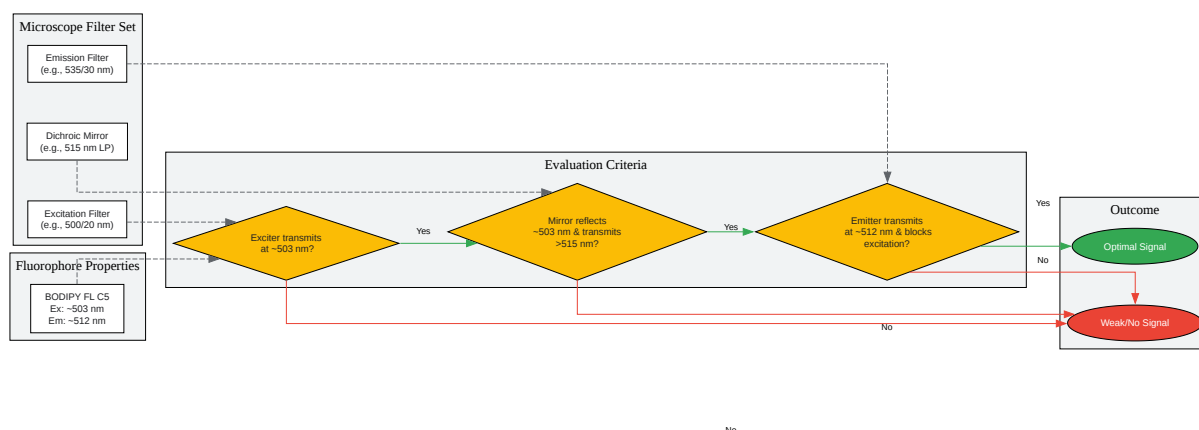 Microscope Filter Set
Emission Filter
(e.g., 535/30 nm)
Dichroic Mirror
(e.g., 515 nm LP)
Excitation Filter
(e.g., 500/20 nm)
Fluorophore Properties
BODIPY FL C5
Ex: ~503 nm
Em: ~512 nm
Evaluation Criteria
Exciter transmits
at ~503 nm?
Yes
Mirror reflects
~503 nm & transmits
>515 nm?
Yes
Emitter transmits
at ~512 nm & blocks
excitation?
Yes
No
No
No
Outcome
Optimal Signal
Weak/No Signal